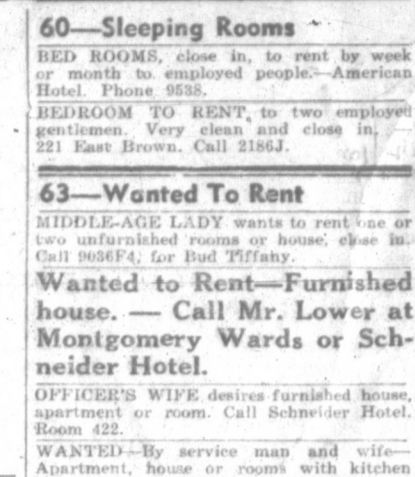 60—Sleeping Rooms
BED ROOMS, close in, to rent by week
or month to employed people.—American
Hotel. Phone 9538.
BEDROOM TO RENT, to two employed
gentlemen. Very clean and close in. —
221 East Brown. Call 2186J.
63—Wanted To Rent
MIDDLE-AGE LADY wants to rent one or
two unfurnished rooms or house, close in.
Call 9036F4, for Bud Tiffahy.
Wanted to Rent—Furnished
house. — Call Mr. Lower at
Montgomery Wards or Sch-
neider Hotel.
OFFICER'S WIFE desires furnished house,
apartment or room. Call Schneider Hotel.
Room 422.
WANTED—By service man and wife—
Apartment, house or rooms with kitchen